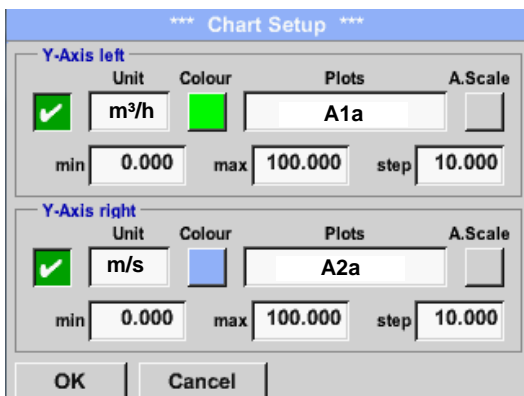 *** Chart Setup ***
Y-Axis left
Unit Colour Plots A.Scale
m³/h A1a
min 0.000 max 100.000 step 10.000
Y-Axis right
Unit Colour Plots A.Scale
m/s A2a
min 0.000 max 100.000 step 10.000
OK Cancel